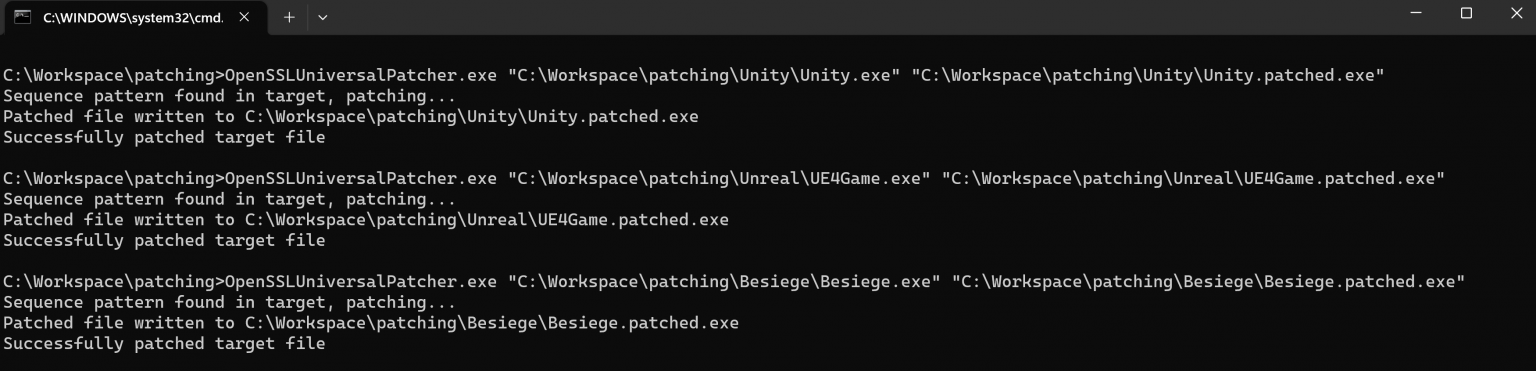 C:\WINDOWS\system32\cmd.
C:\Workspace\patching>OpenSSLUniversalPatcher.exe "C:\Workspace\patching\Unity\Unity.exe" "C:\Workspace\patching\Unity\Unity.patched.exe"
Sequence pattern found in target, patching...
Patched file written to C:\Workspace\patching\Unity\Unity.patched.exe
Successfully patched target file
C:\Workspace\patching>OpenSSLUniversalPatcher.exe "C:\Workspace\patching\Unreal\UE4Game.exe" "C:\Workspace\patching\Unreal\UE4Game.patched.exe"
Sequence pattern found in target, patching...
Patched file written to C:\Workspace\patching\Unreal\UE4Game.patched.exe
Successfully patched target file
C:\Workspace\patching>OpenSSLUniversalPatcher.exe "C:\Workspace\patching\Besiege\Besiege.exe" "C:\Workspace\patching\Besiege\Besiege.patched.exe"
Sequence pattern found in target, patching...
Patched file written to C:\Workspace\patching\Besiege\Besiege.patched.exe
Successfully patched target file